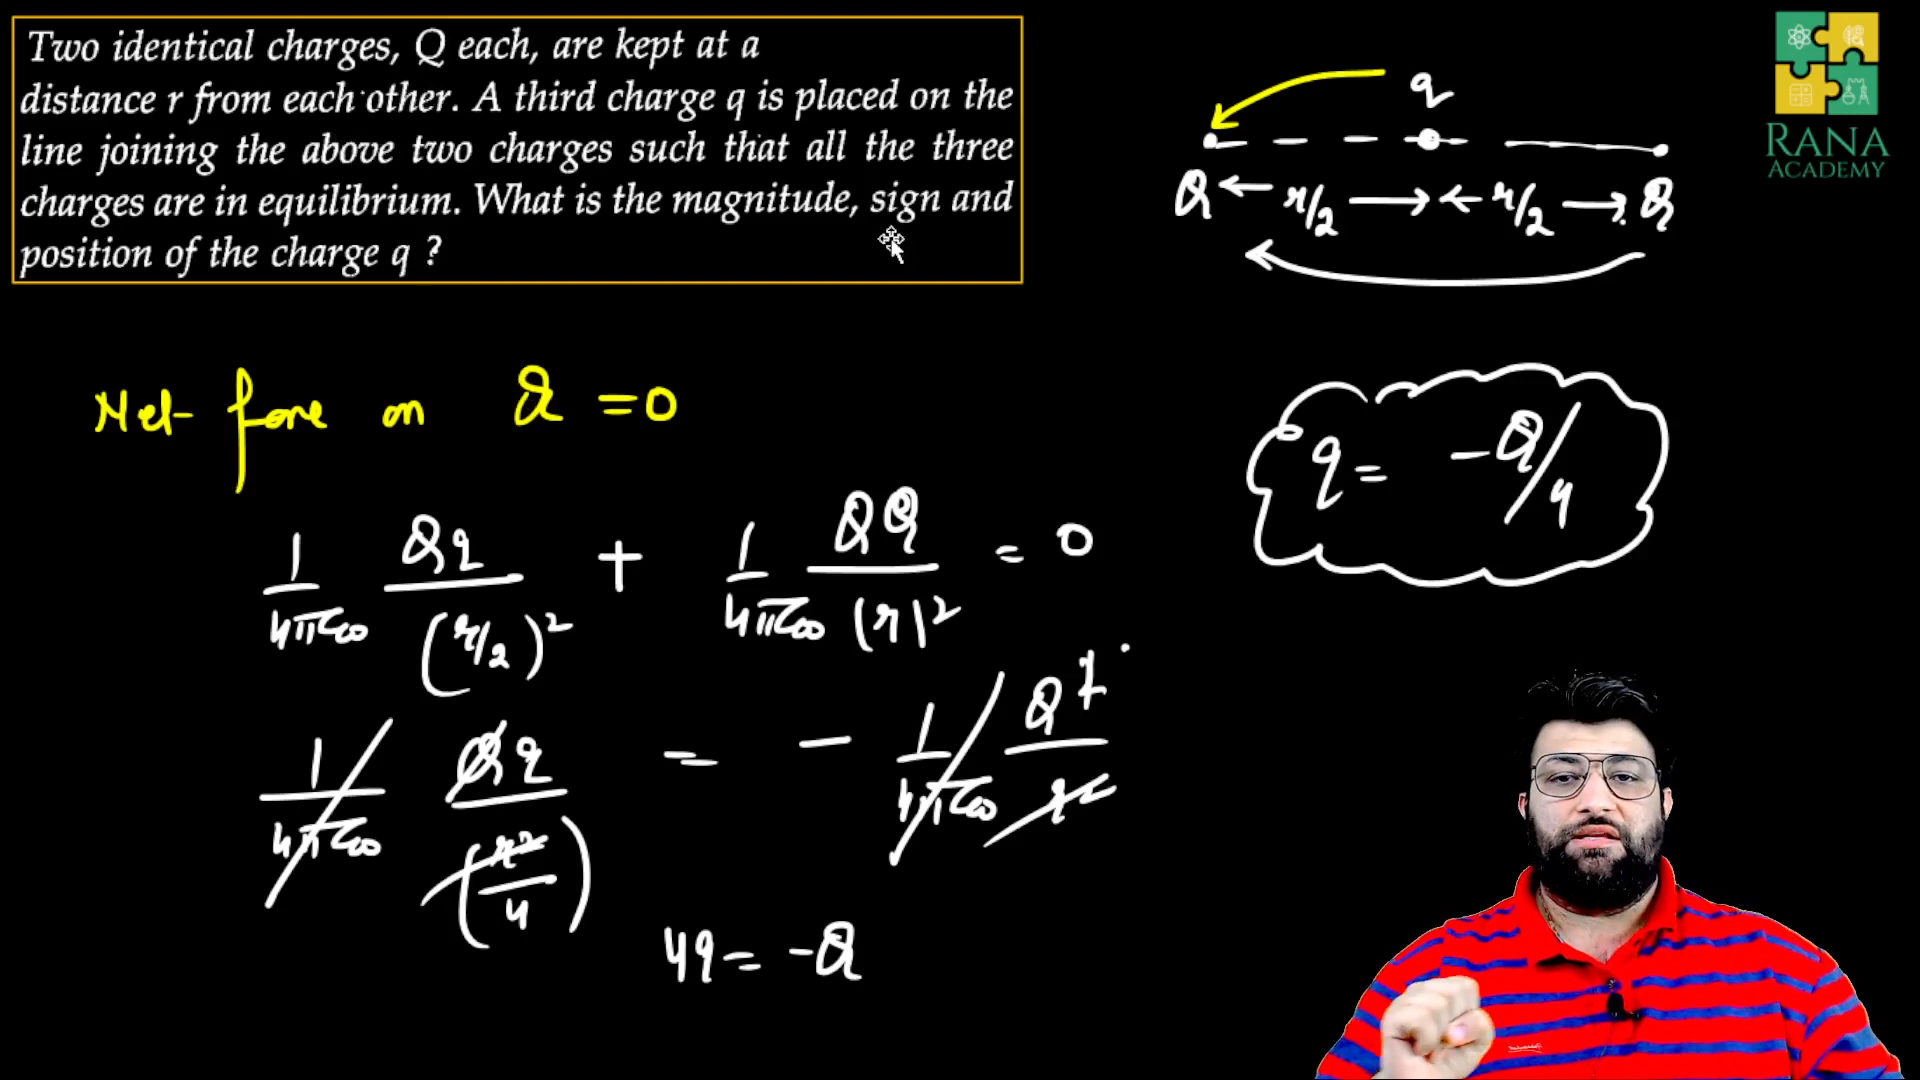 Two identical charges, Q each, are kept at a
distance r from each other. A third charge q is placed on the
line joining the above two charges such that all the three
charges are in equilibrium. What is the magnitude, sign and
position of the charge q ?
q
Q ← r/2 → ← r/2 → Q
RANA
ACADEMY
Net force on Q = 0
1/4πε₀ Qq/(r/2)² + 1/4πε₀ QQ/(r)² = 0
1/4πε₀ Qq/(r²/4) = - 1/4πε₀ Q²/r²
4q = -Q
q = -Q/4